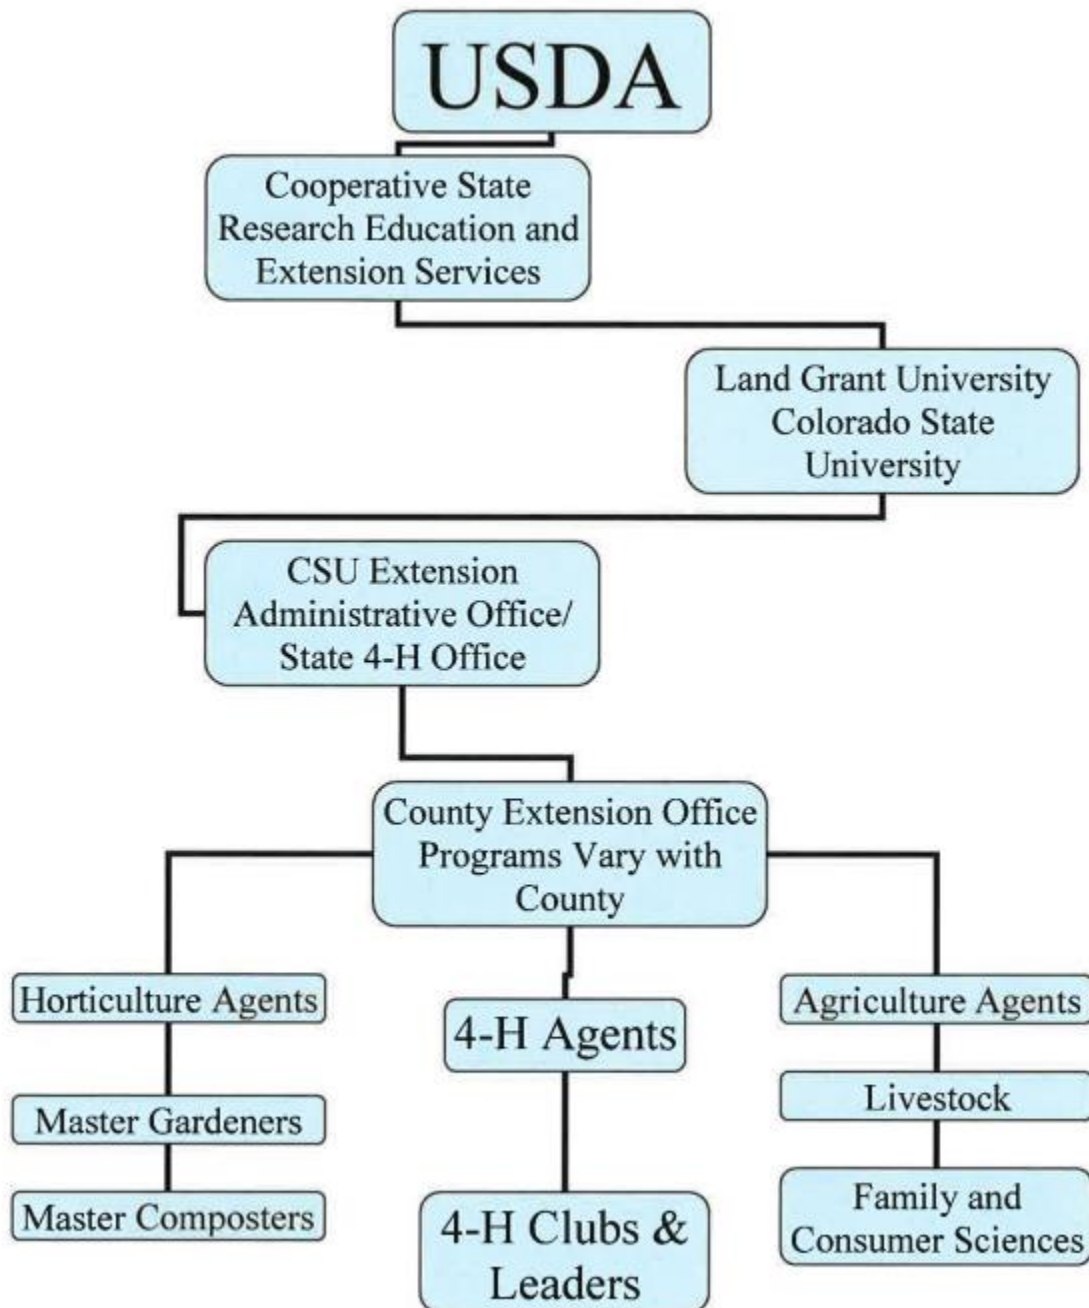 USDA
Cooperative State
Research Education and
Extension Services
Land Grant University
Colorado State
University
CSU Extension
Administrative Office/
State 4-H Office
County Extension Office
Programs Vary with
County
Horticulture Agents
Master Gardeners
Master Composters
4-H Agents
4-H Clubs &
Leaders
Agriculture Agents
Livestock
Family and
Consumer Sciences